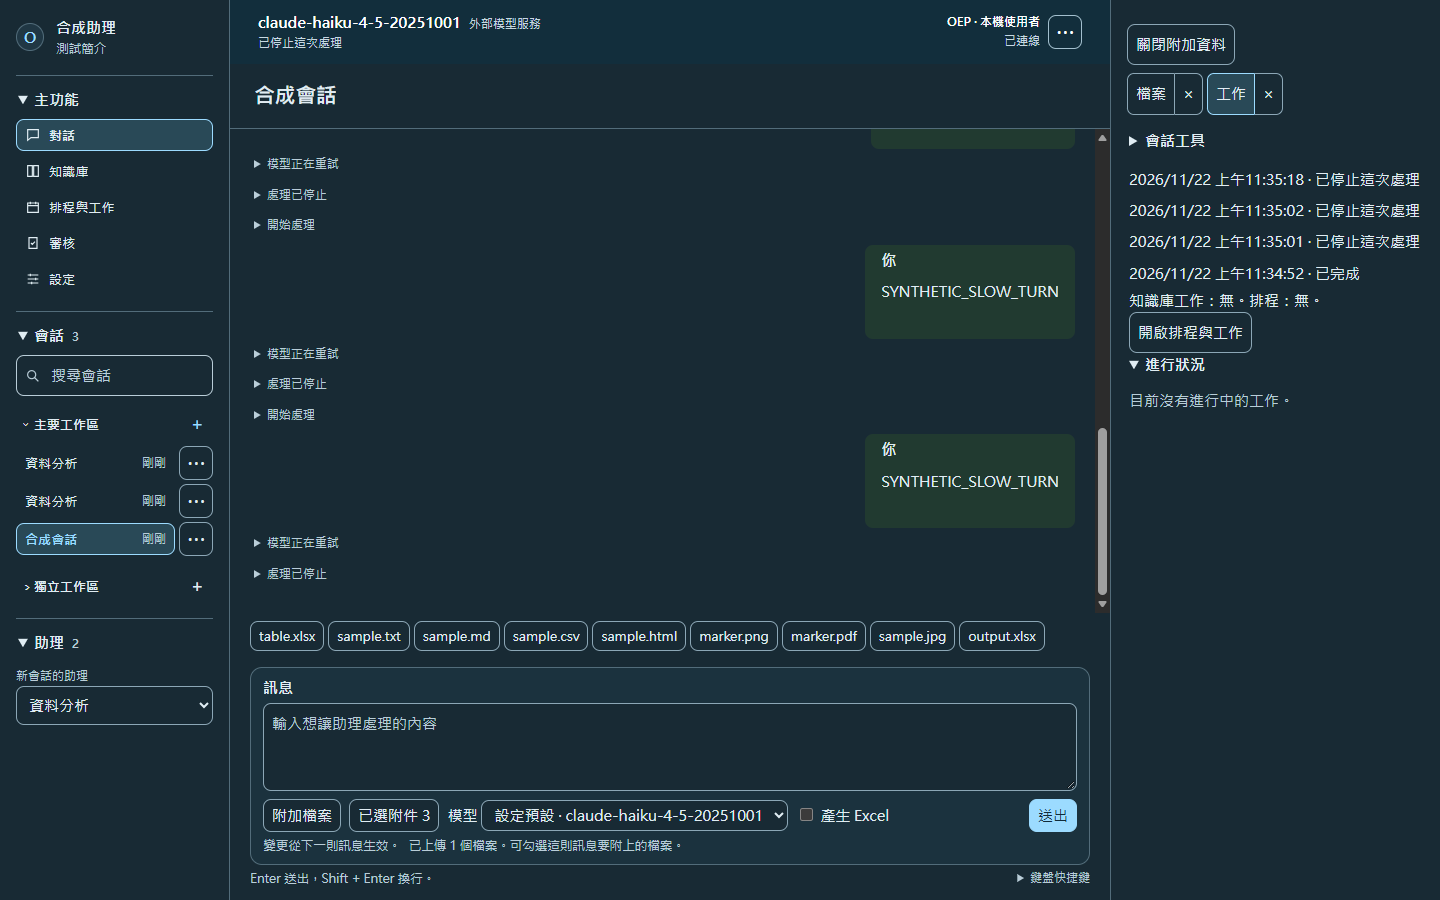 O
合成助理
測試簡介
▼ 主功能
對話
知識庫
排程與工作
審核
設定
▼ 會話 3
搜尋會話
主要工作區 +
資料分析 剛剛 ...
資料分析 剛剛 ...
合成會話 剛剛 ...
獨立工作區 +
▼ 助理 2
新會話的助理
資料分析
claude-haiku-4-5-20251001 外部模型服務
已停止這次處理
OEP · 本機使用者
已連線
...
合成會話
▶ 模型正在重試
▶ 處理已停止
▶ 開始處理
你
SYNTHETIC_SLOW_TURN
▶ 模型正在重試
▶ 處理已停止
▶ 開始處理
你
SYNTHETIC_SLOW_TURN
▶ 模型正在重試
▶ 處理已停止
table.xlsx sample.txt sample.md sample.csv sample.html marker.png marker.pdf sample.jpg output.xlsx
訊息
輸入想讓助理處理的內容
附加檔案 已選附件 3 模型 設定預設 · claude-haiku-4-5-20251001 產生 Excel 送出
變更從下一則訊息生效。 已上傳 1 個檔案。可勾選這則訊息要附上的檔案。
Enter 送出，Shift + Enter 換行。 ▶ 鍵盤快捷鍵
關閉附加資料
檔案 × 工作 ×
▶ 會話工具
2026/11/22 上午11:35:18 · 已停止這次處理
2026/11/22 上午11:35:02 · 已停止這次處理
2026/11/22 上午11:35:01 · 已停止這次處理
2026/11/22 上午11:34:52 · 已完成
知識庫工作：無。排程：無。
開啟排程與工作
▼ 進行狀況
目前沒有進行中的工作。